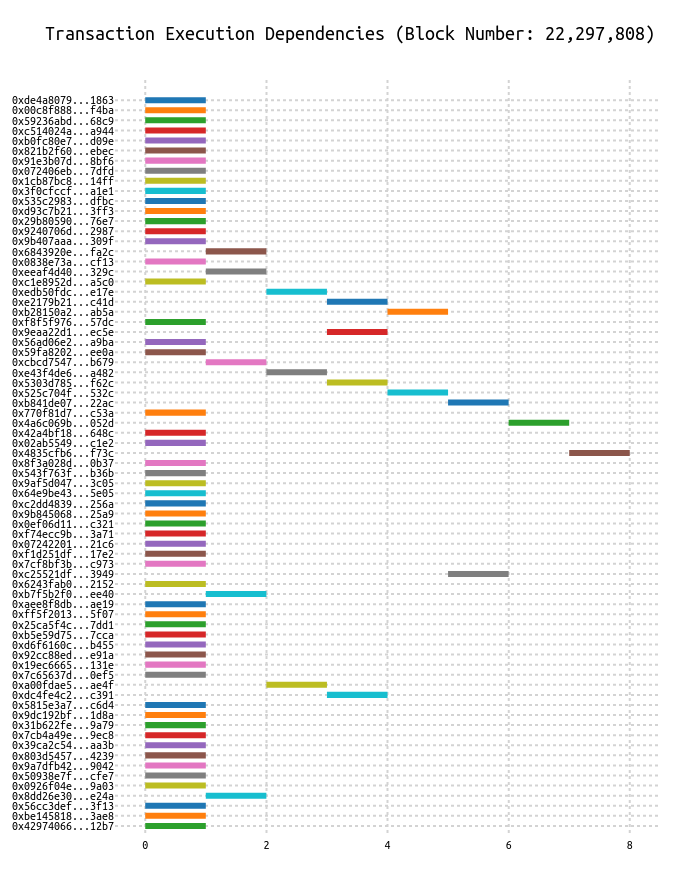 Transaction Execution Dependencies (Block Number: 22,297,808)
0xde4a8079...1863
0x00c8f888...f4ba
0x59236abd...68c9
0xc514024a...a944
0xb0fc80e7...d09e
0x821b2f60...ebec
0x91e3b07d...8bf6
0x072406eb...7dfd
0x1cb87bc8...14ff
0x3f0cfccf...a1e1
0x535c2983...dfbc
0xd93c7b21...3ff3
0x29b80590...76e7
0x9240706d...2987
0x9b407aaa...309f
0x6843920e...fa2c
0x0838e73a...cf13
0xeeaf4d40...329c
0xc1e8952d...a5c0
0xedb50fdc...e17e
0xe2179b21...c41d
0xb28150a2...ab5a
0xf8f5f976...57dc
0x9eaa22d1...ec5e
0x56ad06e2...a9ba
0x59fa8202...ee0a
0xcbcd7547...b679
0xe43f4de6...a482
0x5303d785...f62c
0x525c704f...532c
0xb841de07...22ac
0x770f81d7...c53a
0x4a6c069b...052d
0x42a4bf18...648c
0x02ab5549...c1e2
0x4835cfb6...f73c
0x8f3a028d...0b37
0x543f763f...b36b
0x9af5d047...3c05
0x64e9be43...5e05
0xc2dd4839...256a
0x9b845068...25a9
0x0ef06d11...c321
0xf74ecc9b...3a71
0x07242201...21c6
0xf1d251df...17e2
0x7cf8bf3b...c973
0xc25521df...3949
0x6243fab0...2152
0xb7f5b2f0...ee40
0xaee8f8db...ae19
0xff5f2013...5f07
0x25ca5f4c...7dd1
0xb5e59d75...7cca
0xd6f6160c...b455
0x92cc88ed...e91a
0x19ec6665...131e
0x7c65637d...0ef5
0xa00fdae5...ae4f
0xdc4fe4c2...c391
0x5815e3a7...c6d4
0x9dc192bf...1d8a
0x31b622fe...9a79
0x7cb4a49e...9ec8
0x39ca2c54...aa3b
0x803d5457...4239
0x9a7dfb42...9042
0x50938e7f...cfe7
0x0926f04e...9a03
0x8dd26e30...e24a
0x56cc3def...3f13
0xbe145818...3ae8
0x42974066...12b7
0 2 4 6 8